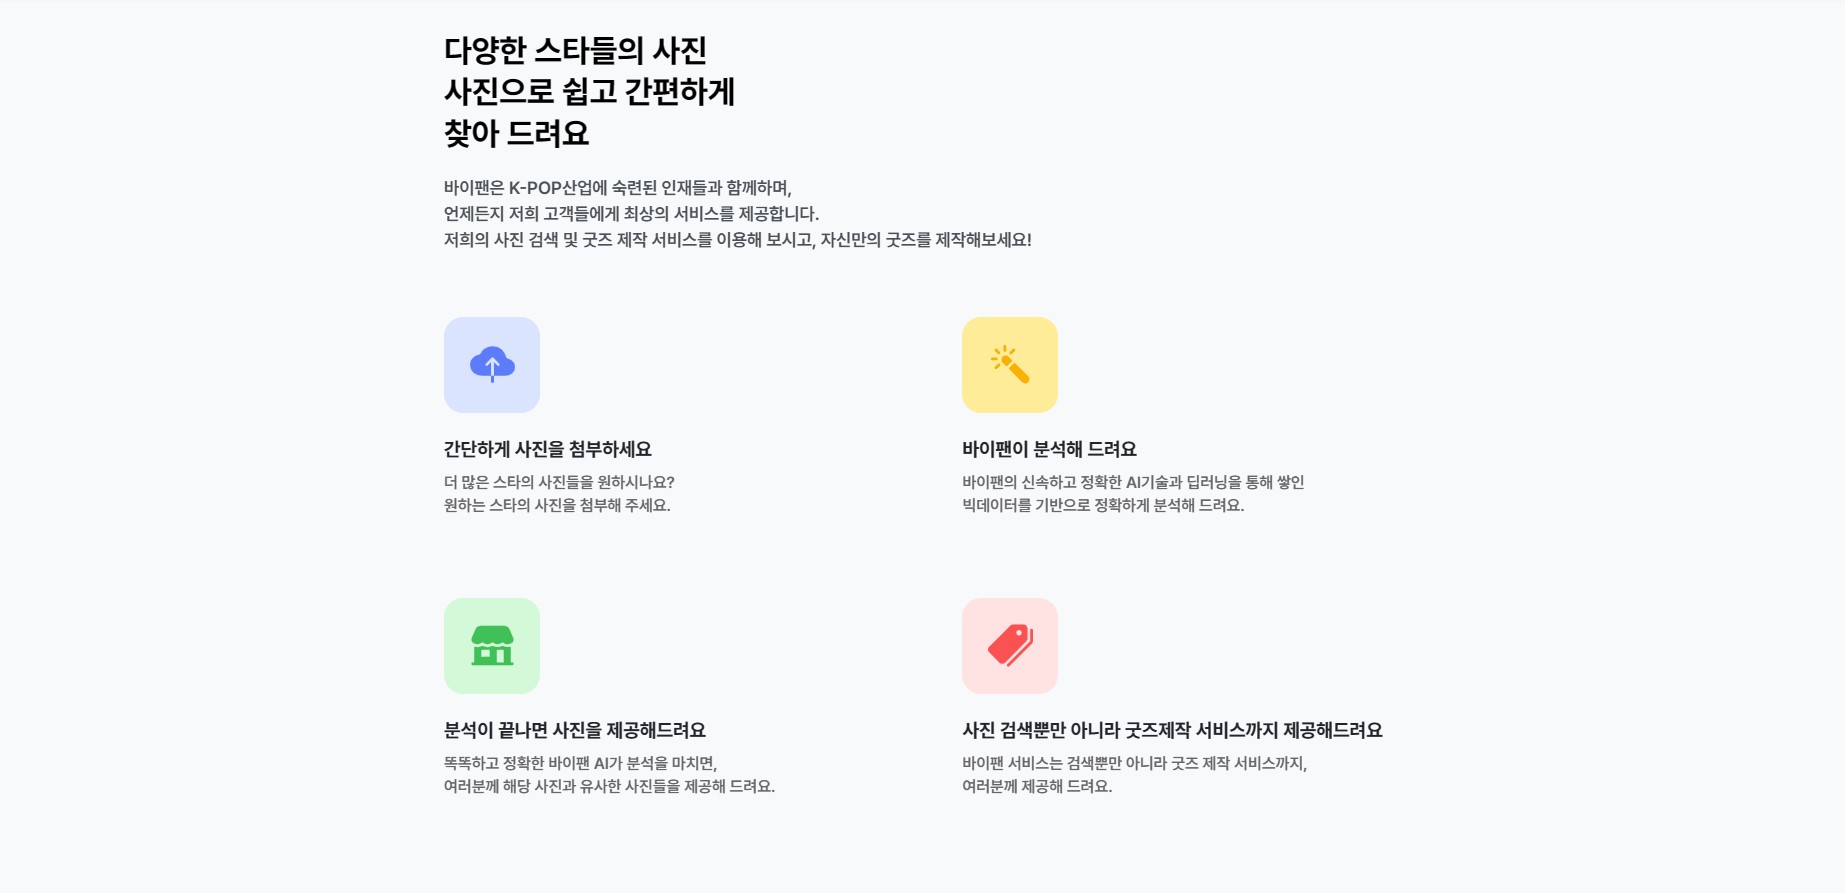 다양한 스타들의 사진
사진으로 쉽고 간편하게
찾아 드려요
바이팬은 K-POP산업에 숙련된 인재들과 함께하며,
언제든지 저희 고객들에게 최상의 서비스를 제공합니다.
저희의 사진 검색 및 굿즈 제작 서비스를 이용해 보시고, 자신만의 굿즈를 제작해보세요!
간단하게 사진을 첨부하세요
더 많은 스타의 사진들을 원하시나요?
원하는 스타의 사진을 첨부해 주세요.
바이팬이 분석해 드려요
바이팬의 신속하고 정확한 AI기술과 딥러닝을 통해 쌓인
빅데이터를 기반으로 정확하게 분석해 드려요.
분석이 끝나면 사진을 제공해드려요
똑똑하고 정확한 바이팬 AI가 분석을 마치면,
여러분께 해당 사진과 유사한 사진들을 제공해 드려요.
사진 검색뿐만 아니라 굿즈제작 서비스까지 제공해드려요
바이팬 서비스는 검색뿐만 아니라 굿즈 제작 서비스까지,
여러분께 제공해 드려요.